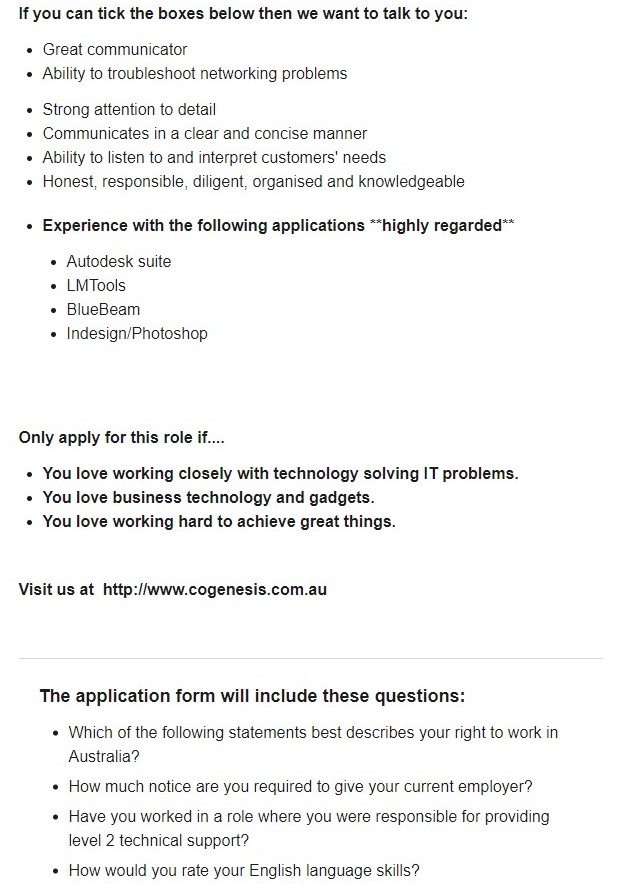 If you can tick the boxes below then we want to talk to you:
• Great communicator
• Ability to troubleshoot networking problems
• Strong attention to detail
• Communicates in a clear and concise manner
• Ability to listen to and interpret customers' needs
• Honest, responsible, diligent, organised and knowledgeable
• Experience with the following applications **highly regarded**
• Autodesk suite
• LMTools
• BlueBeam
• Indesign/Photoshop
Only apply for this role if....
• You love working closely with technology solving IT problems.
• You love business technology and gadgets.
• You love working hard to achieve great things.
Visit us at  http://www.cogenesis.com.au
The application form will include these questions:
• Which of the following statements best describes your right to work in
Australia?
• How much notice are you required to give your current employer?
• Have you worked in a role where you were responsible for providing
level 2 technical support?
• How would you rate your English language skills?